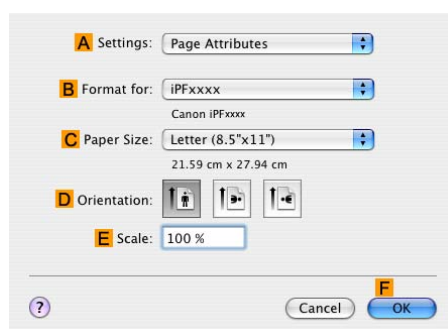 A Settings: Page Attributes
B Format for: iPFxxxx
Canon iPFxxxx
C Paper Size: Letter (8.5"x11")
21.59 cm x 27.94 cm
D Orientation:
E Scale: 100 %
F
? Cancel OK